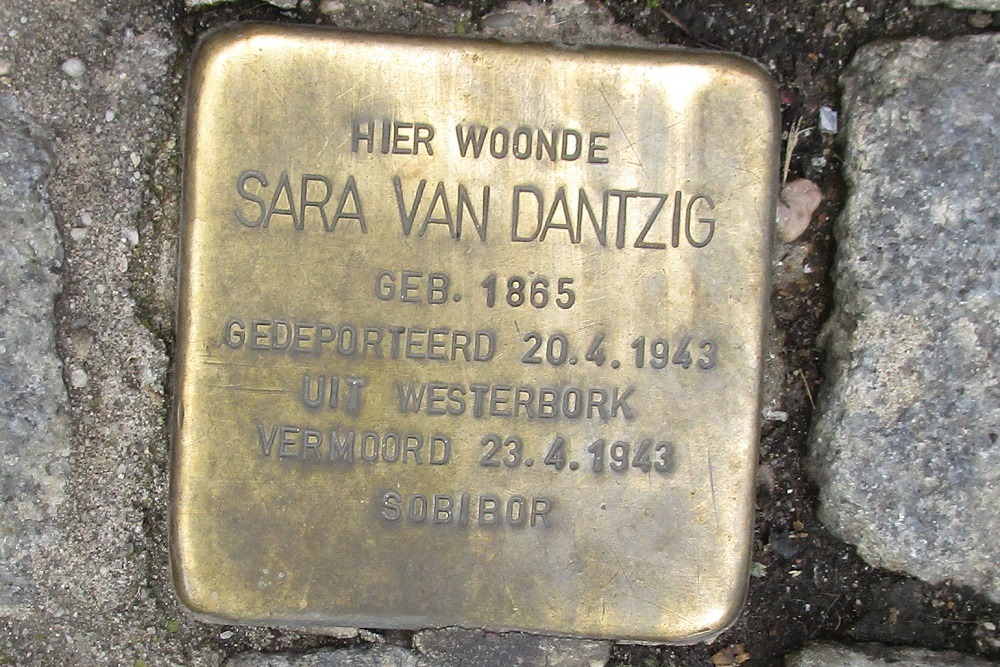 HIER WOONDE
SARA VAN DANTZIG
GEB. 1865
GEDEPORTEERD 20.4.1943
UIT WESTERBORK
VERMOORD 23.4.1943
SOBIBOR